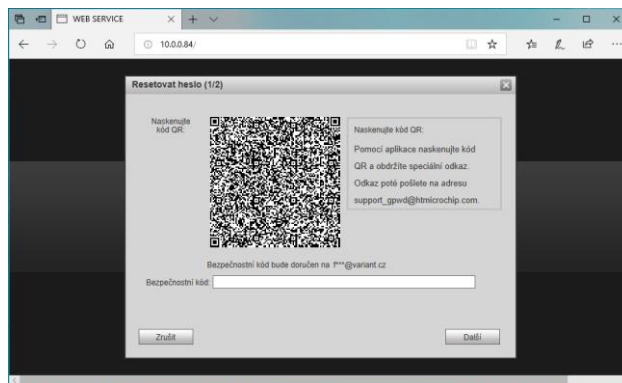 WEB SERVICE
10.0.0.84/
Resetovat heslo (1/2)
Naskenujte
kód QR:
Naskenujte kód QR:
Pomocí aplikace naskenujte kód
QR a obdržíte speciální odkaz.
Odkaz poté pošlete na adresu
support_gpwd@htmicrochip.com.
Bezpečnostní kód bude doručen na f***@variant.cz
Bezpečnostní kód:
Zrušit
Další